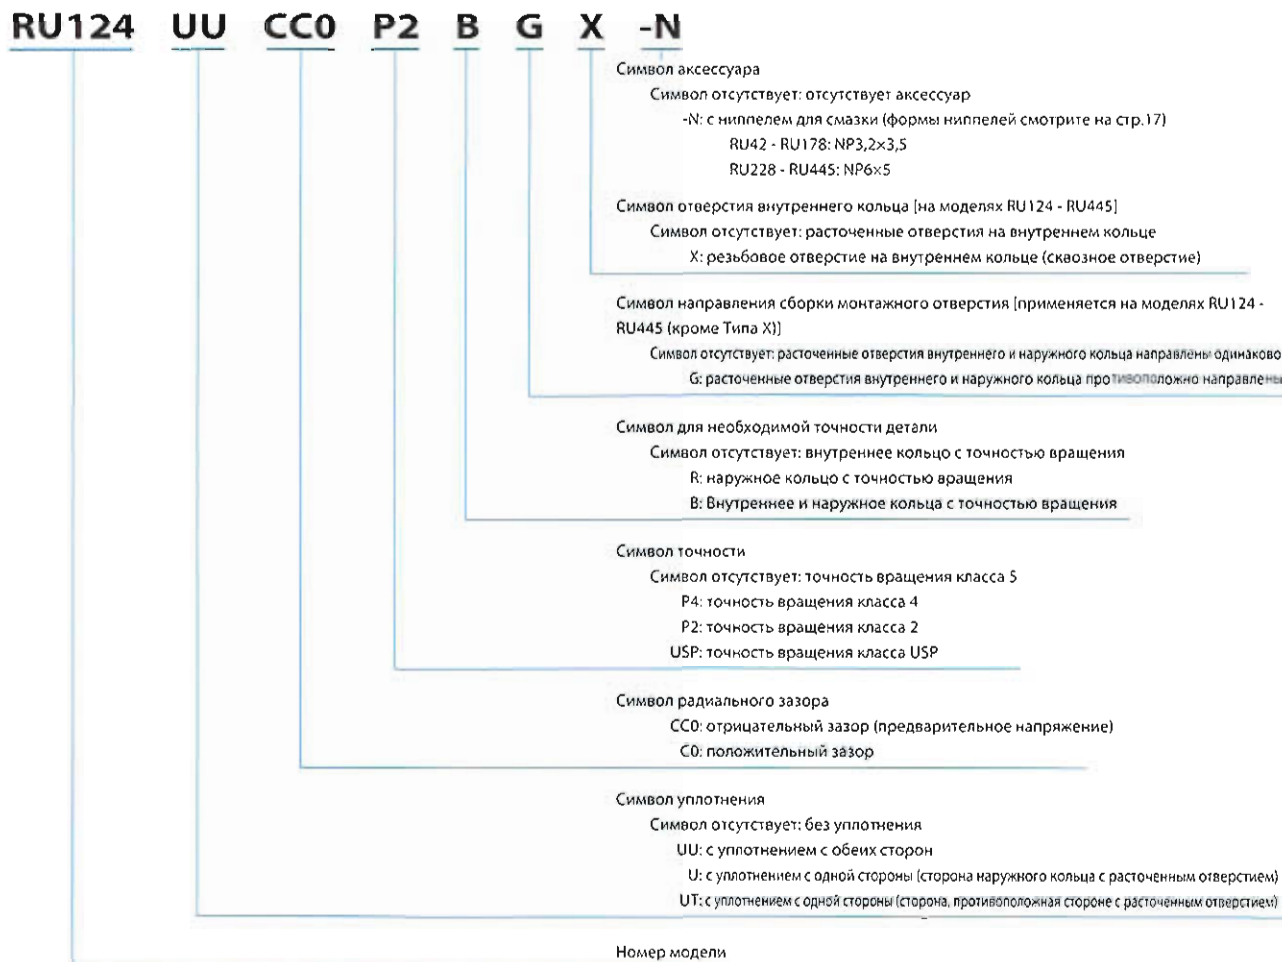 RU124 UU CC0 P2 B G X -N
Символ аксессуара
Символ отсутствует: отсутствует аксессуар
-N: с ниппелем для смазки (формы ниппелей смотрите на стр.17)
RU42 - RU178: NP3,2×3,5
RU228 - RU445: NP6×5
Символ отверстия внутреннего кольца [на моделях RU124 - RU445]
Символ отсутствует: расточенные отверстия на внутреннем кольце
X: резьбовое отверстие на внутреннем кольце (сквозное отверстие)
Символ направления сборки монтажного отверстия [применяется на моделях RU124 -
RU445 (кроме Типа X)]
Символ отсутствует: расточенные отверстия внутреннего и наружного кольца направлены одинаково
G: расточенные отверстия внутреннего и наружного кольца противоположно направлены
Символ для необходимой точности детали
Символ отсутствует: внутреннее кольцо с точностью вращения
R: наружное кольцо с точностью вращения
B: Внутреннее и наружное кольца с точностью вращения
Символ точности
Символ отсутствует: точность вращения класса 5
P4: точность вращения класса 4
P2: точность вращения класса 2
USP: точность вращения класса USP
Символ радиального зазора
CC0: отрицательный зазор (предварительное напряжение)
C0: положительный зазор
Символ уплотнения
Символ отсутствует: без уплотнения
UU: с уплотнением с обеих сторон
U: с уплотнением с одной стороны (сторона наружного кольца с расточенным отверстием)
UT: с уплотнением с одной стороны (сторона, противоположная стороне с расточенным отверстием)
Номер модели